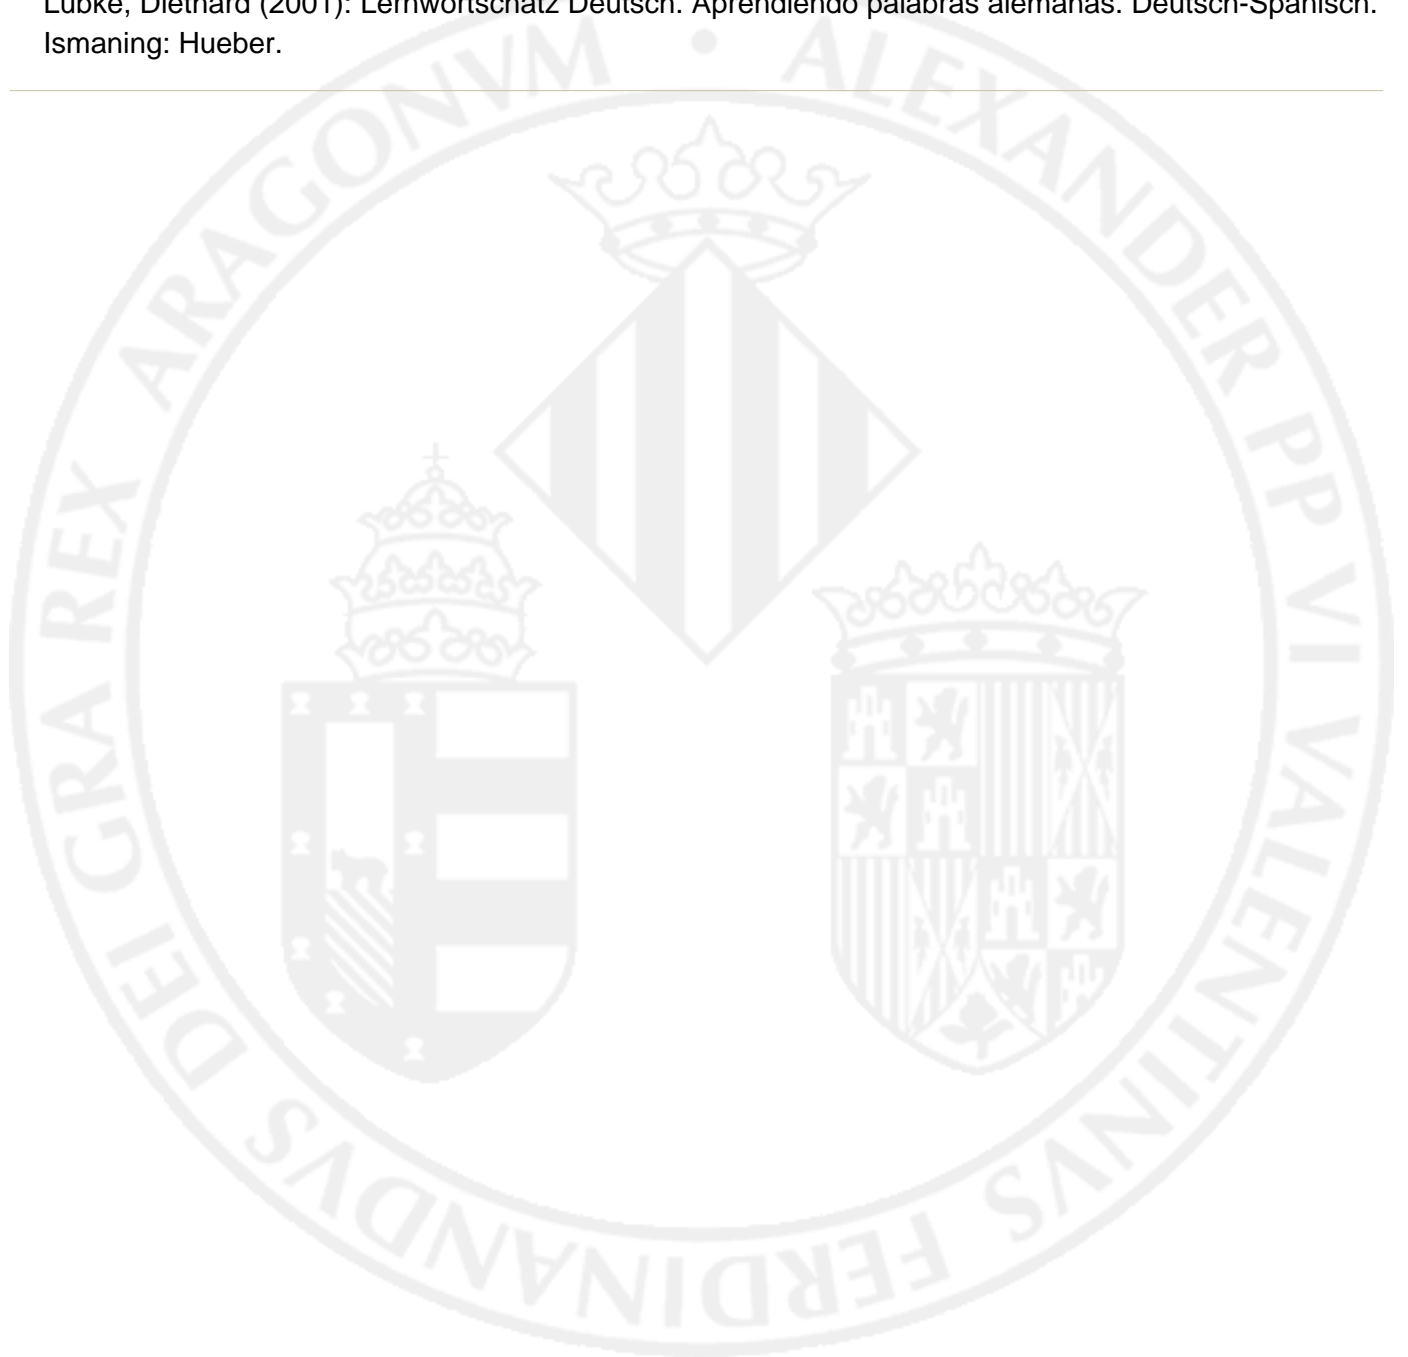 Lübke, Diethard (2001): Lernwortschatz Deutsch. Aprendiendo palabras alemanas. Deutsch-Spanisch.
Ismaning: Hueber.
• ALEXANDER PP VI VALENTINVS FERDINANDVS DEI GRA REX ARAGONVM